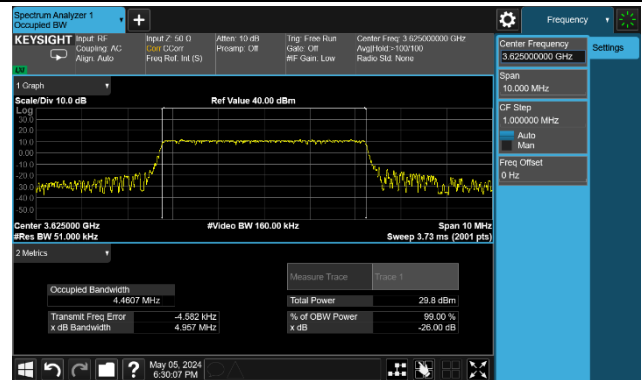 Spectrum Analyzer 1
Occupied BW
+
Frequency
KEYSIGHT
Input: RF
Coupling: AC
Align: Auto
Input Z: 50 Ω
Corr CCorr
Freq Ref: Int (S)
Atten: 10 dB
Preamp: Off
Trig: Free Run
Gate: Off
#IF Gain: Low
Center Freq: 3.625000000 GHz
Avg|Hold:>100/100
Radio Std: None
LW
Center Frequency
3.625000000 GHz
Settings
Span
10.000 MHz
CF Step
1.000000 MHz
Auto
Man
Freq Offset
0 Hz
1 Graph
Scale/Div 10.0 dB
Ref Value 40.00 dBm
Log
30.0
20.0
10.0
0.00
-10.0
-20.0
-30.0
-40.0
-50.0
Center 3.625000 GHz
#Video BW 160.00 kHz
Span 10 MHz
#Res BW 51.000 kHz
Sweep 3.73 ms (2001 pts)
2 Metrics
Measure Trace
Trace 1
Occupied Bandwidth
4.4607 MHz
Total Power
29.8 dBm
Transmit Freq Error
-4.582 kHz
% of OBW Power
99.00 %
x dB Bandwidth
4.957 MHz
x dB
-26.00 dB
?
May 05, 2024
6:30:07 PM